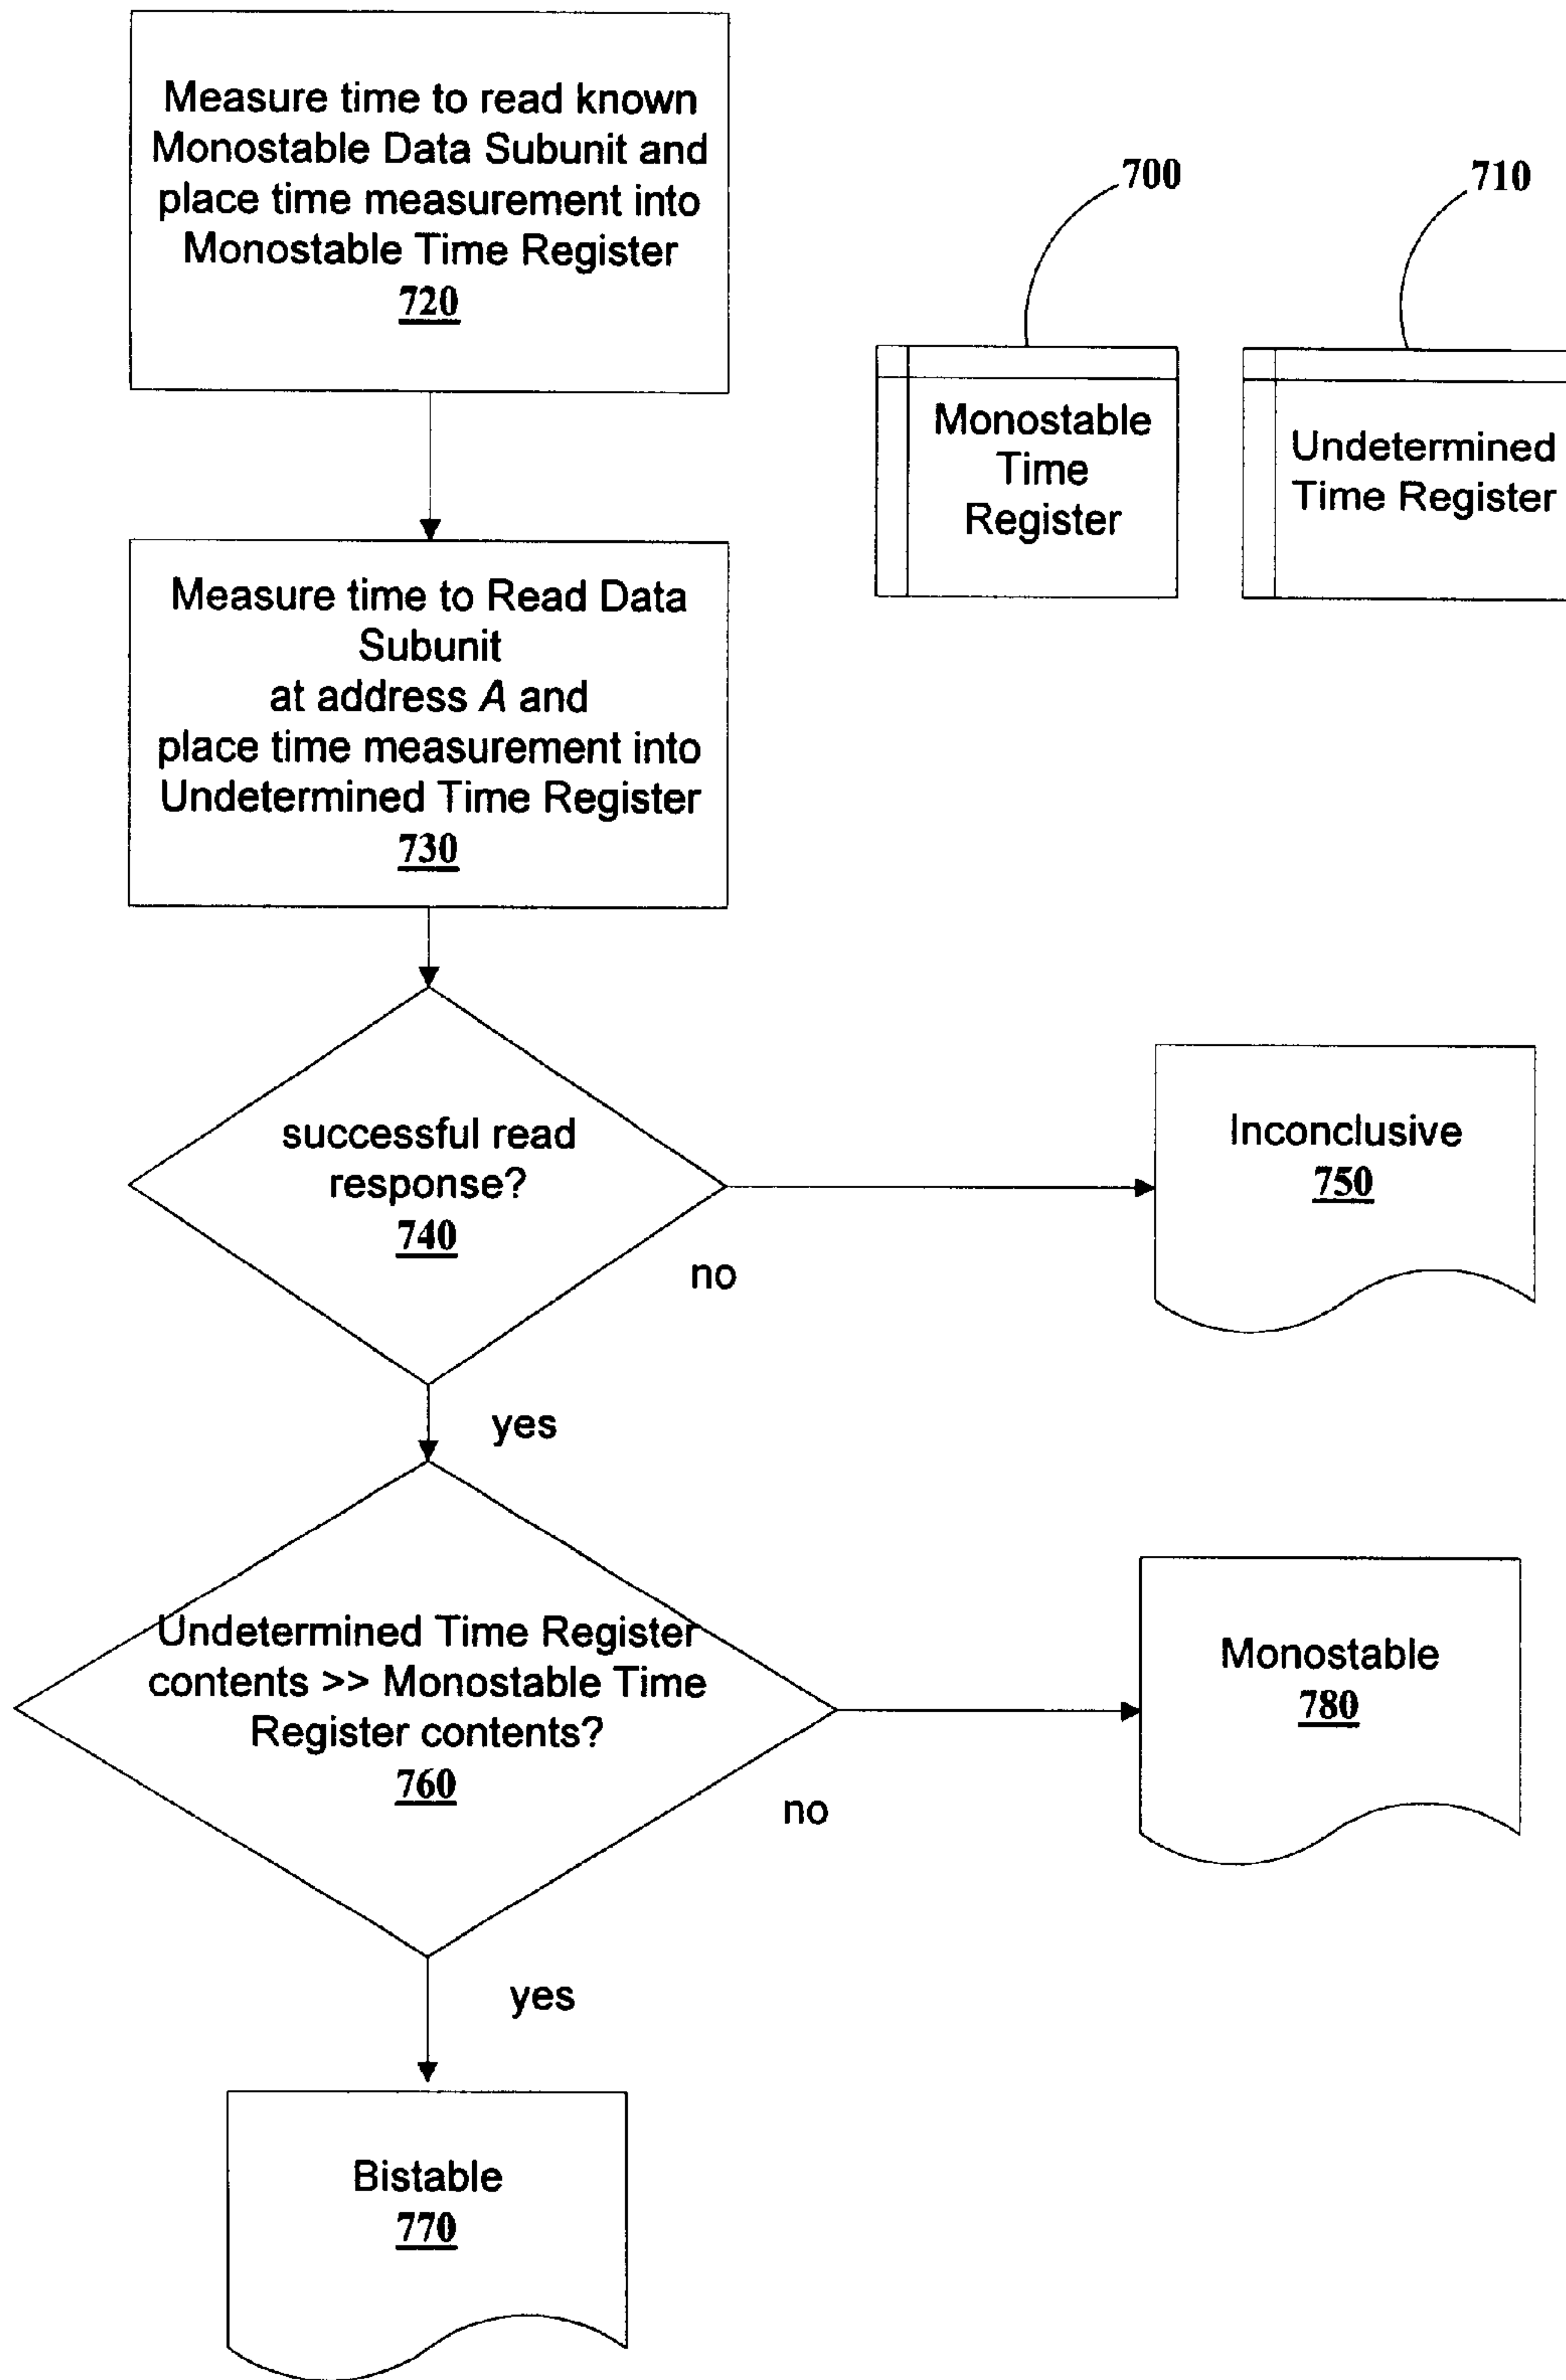 Measure time to read known
Monostable Data Subunit and
place time measurement into
Monostable Time Register
720
700
710
Monostable
Time
Register
Undetermined
Time Register
Measure time to Read Data
Subunit
at address A and
place time measurement into
Undetermined Time Register
730
successful read
response?
740
no
Inconclusive
750
yes
Undetermined Time Register
contents >> Monostable Time
Register contents?
760
no
Monostable
780
yes
Bistable
770